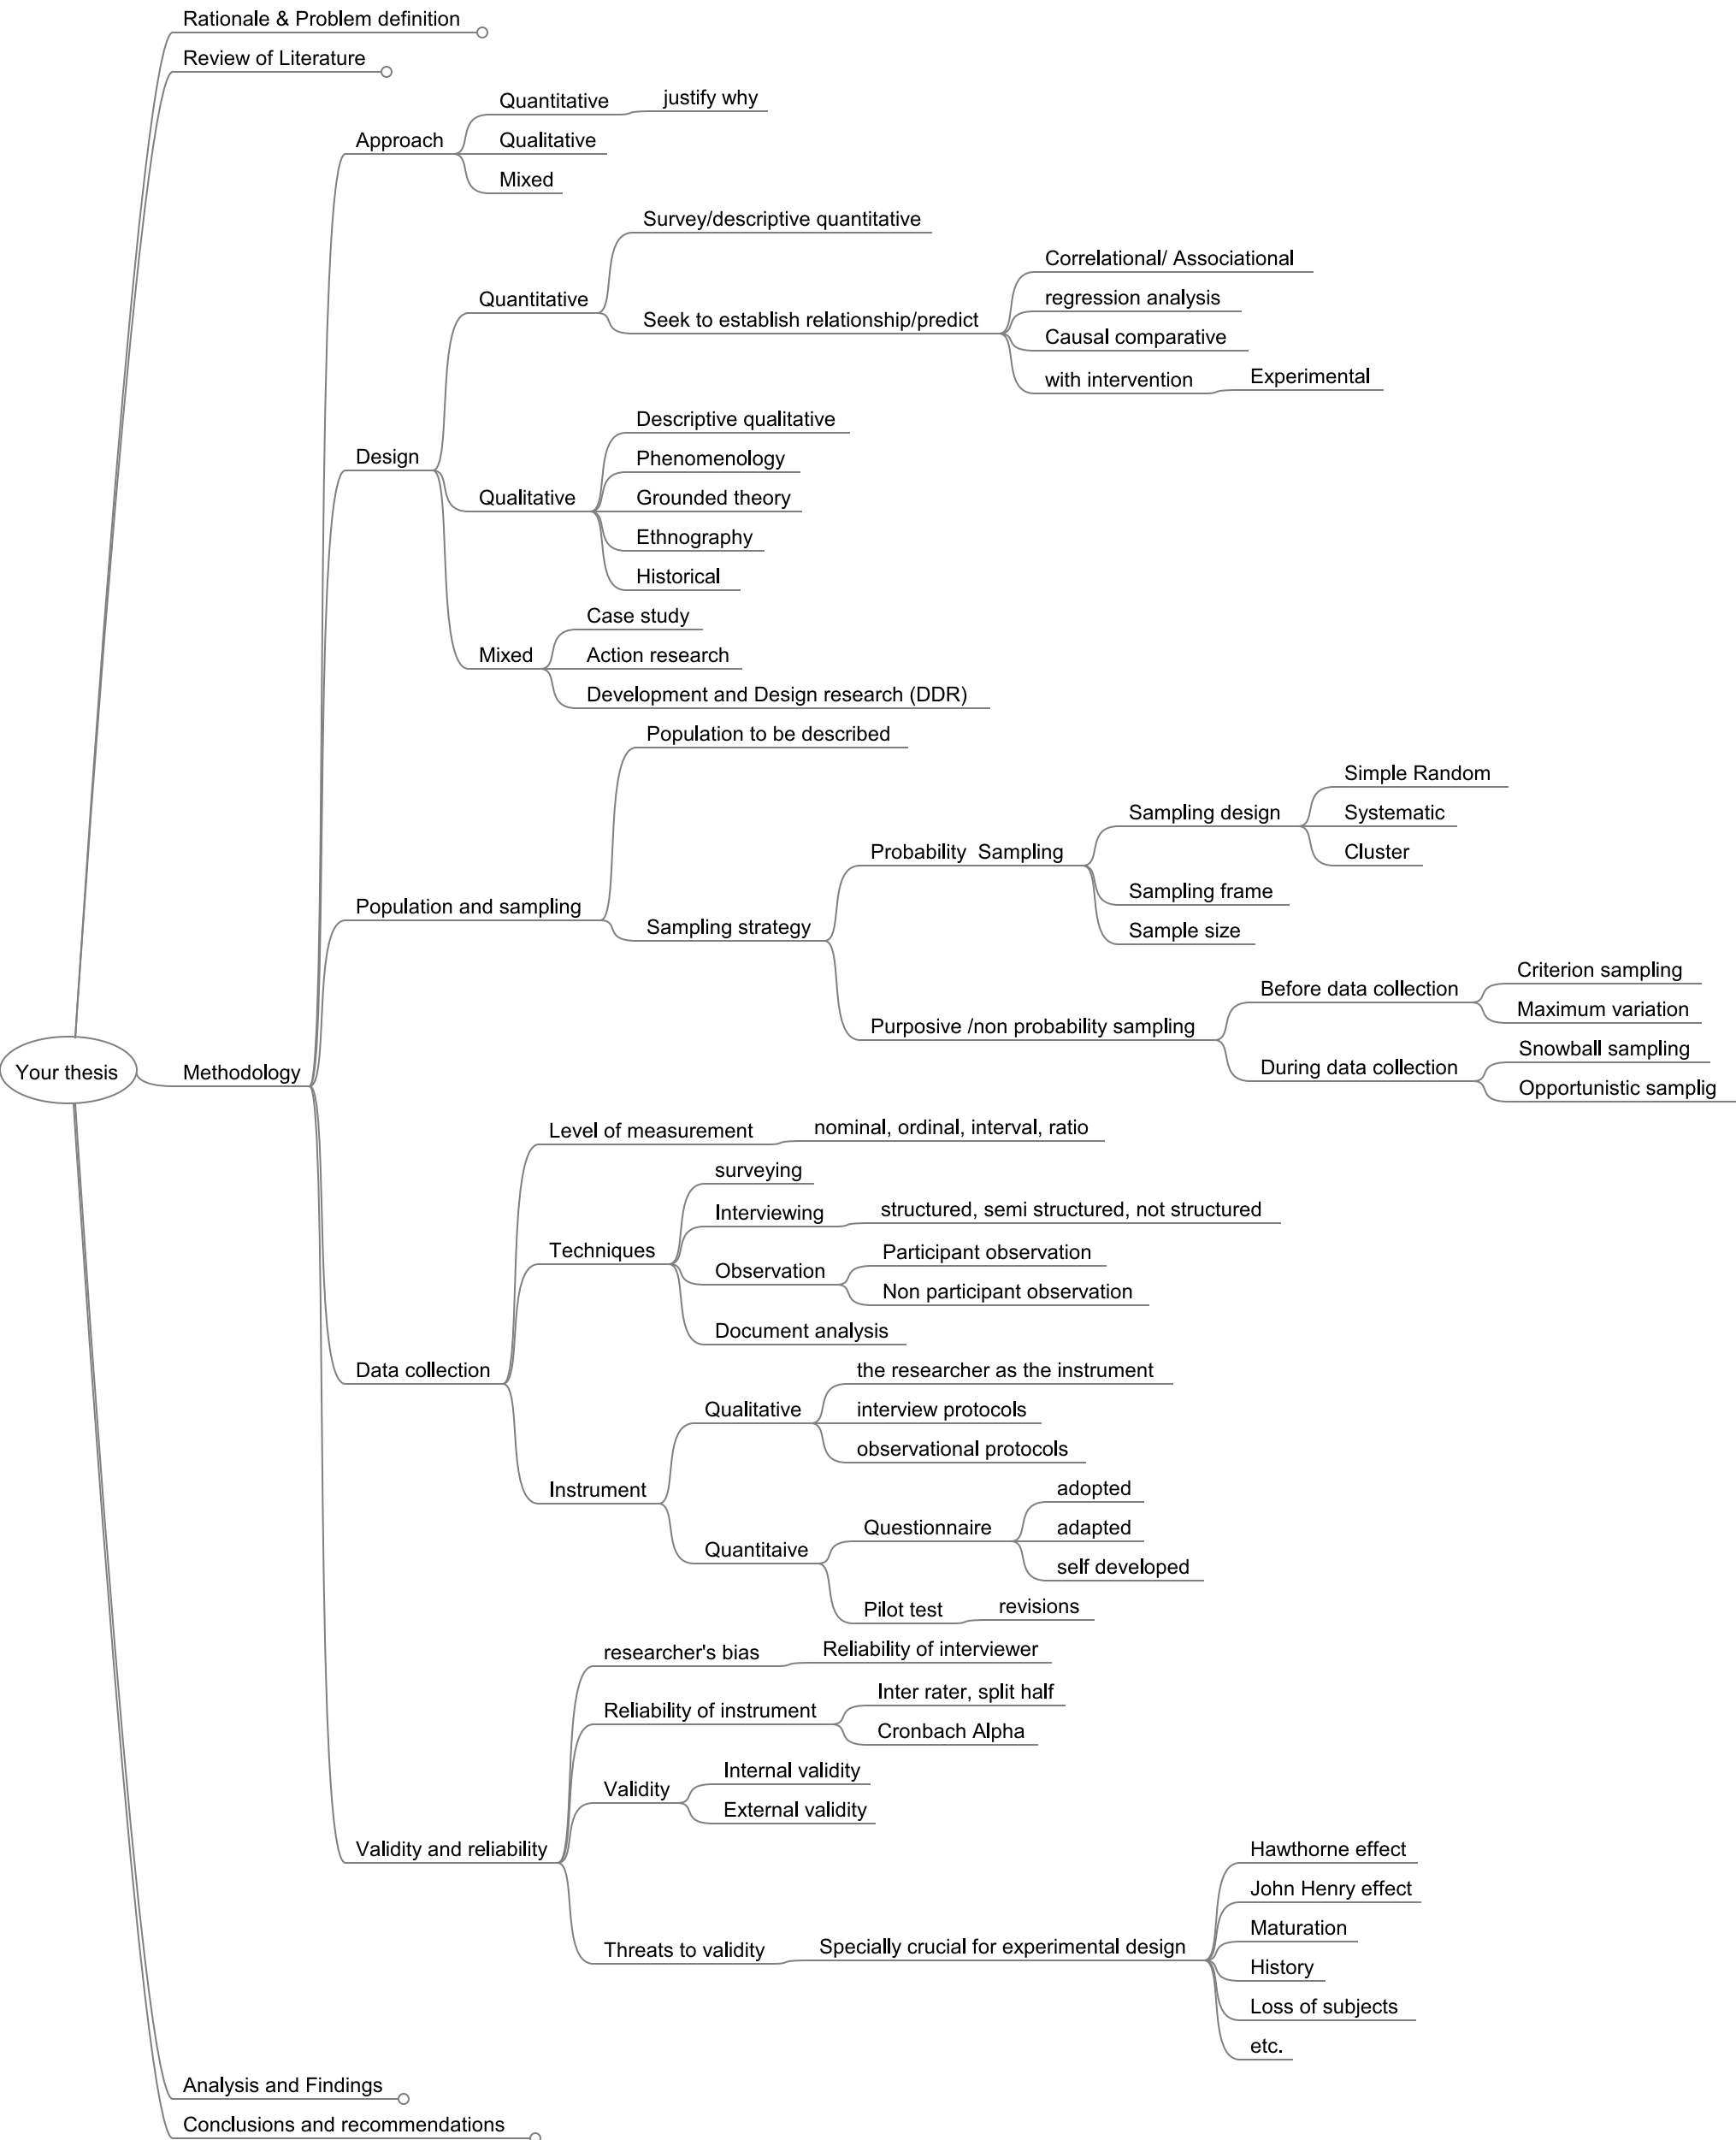 Rationale & Problem definition
Review of Literature
Quantitative
justify why
Approach
Qualitative
Mixed
Survey/descriptive quantitative
Correlational/ Associational
Quantitative
regression analysis
Seek to establish relationship/predict
Causal comparative
with intervention
Experimental
Descriptive qualitative
Design
Phenomenology
Qualitative
Grounded theory
Ethnography
Historical
Case study
Mixed
Action research
Development and Design research (DDR)
Population to be described
Simple Random
Sampling design
Systematic
Probability  Sampling
Cluster
Population and sampling
Sampling frame
Sampling strategy
Sample size
Criterion sampling
Before data collection
Maximum variation
Purposive /non probability sampling
Snowball sampling
During data collection
Opportunistic samplig
Your thesis
Methodology
Level of measurement
nominal, ordinal, interval, ratio
surveying
Interviewing
structured, semi structured, not structured
Techniques
Participant observation
Observation
Non participant observation
Document analysis
Data collection
the researcher as the instrument
Qualitative
interview protocols
observational protocols
Instrument
adopted
Questionnaire
adapted
Quantitaive
self developed
Pilot test
revisions
researcher's bias
Reliability of interviewer
Inter rater, split half
Reliability of instrument
Cronbach Alpha
Internal validity
Validity
External validity
Validity and reliability
Hawthorne effect
John Henry effect
Maturation
Threats to validity
Specially crucial for experimental design
History
Loss of subjects
etc.
Analysis and Findings
Conclusions and recommendations